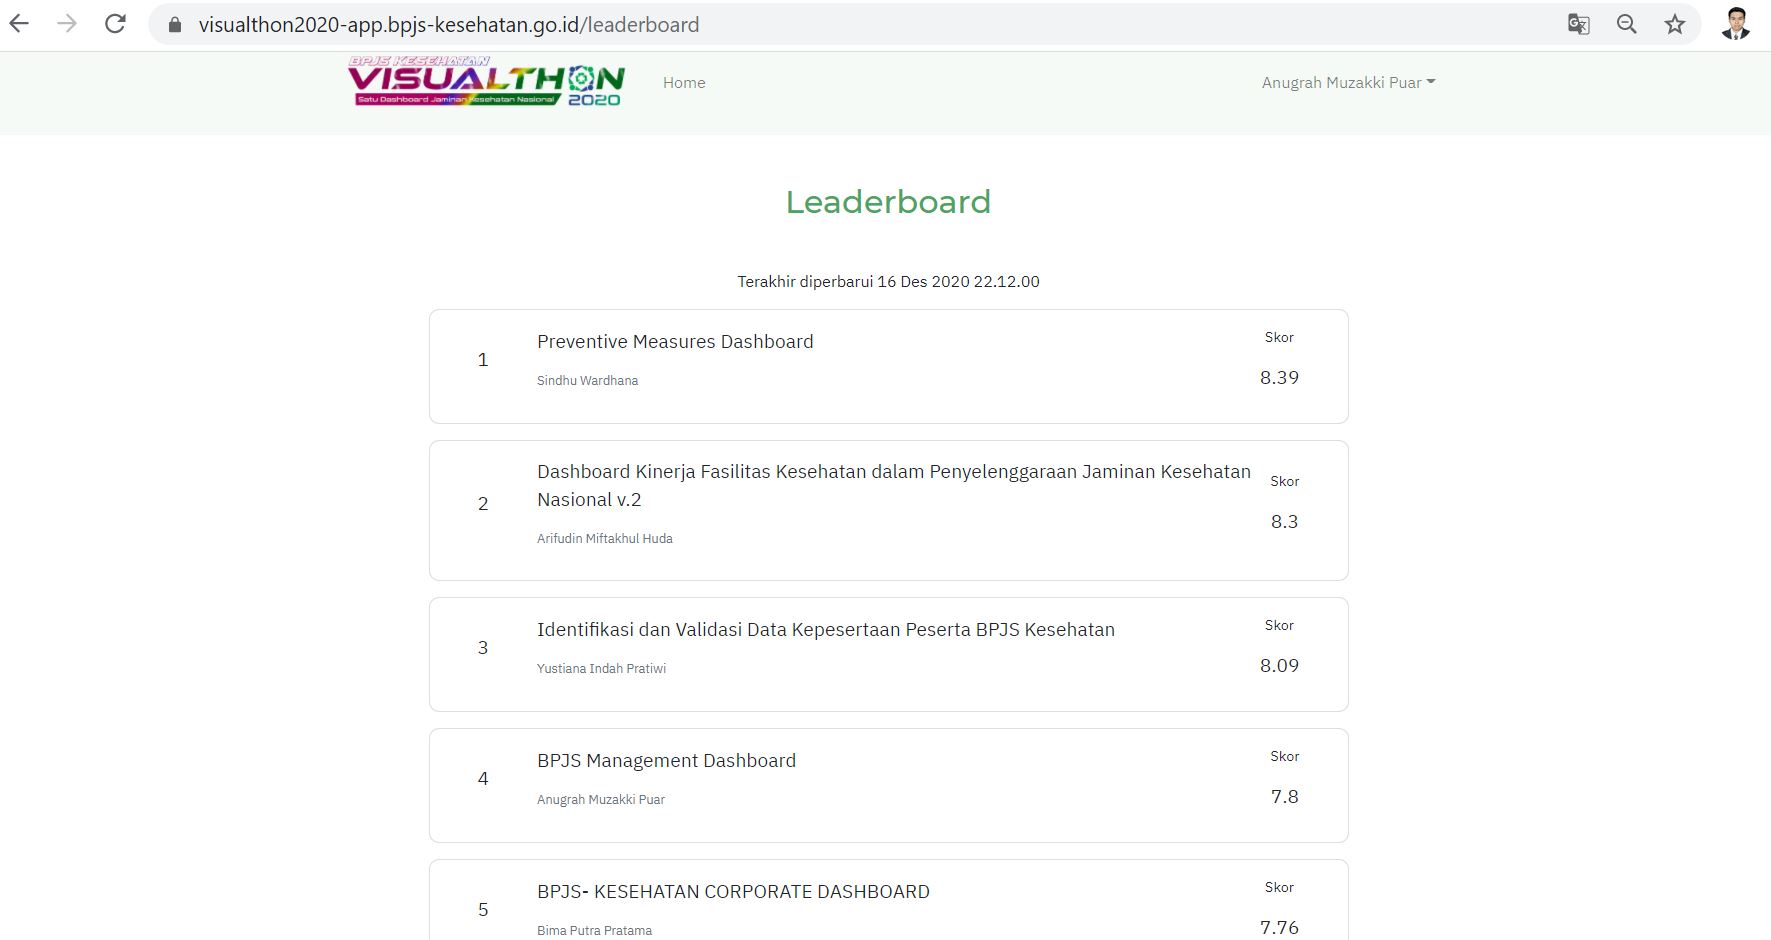 visualthon2020-app.bpjs-kesehatan.go.id/leaderboard
BPJS KESEHATAN
VISUALTHON
Satu Dashboard Jaminan Kesehatan Nasional 2020
Home
Anugrah Muzakki Puar
Leaderboard
Terakhir diperbarui 16 Des 2020 22.12.00
1
Preventive Measures Dashboard
Sindhu Wardhana
Skor
8.39
2
Dashboard Kinerja Fasilitas Kesehatan dalam Penyelenggaraan Jaminan Kesehatan
Nasional v.2
Arifudin Miftakhul Huda
Skor
8.3
3
Identifikasi dan Validasi Data Kepesertaan Peserta BPJS Kesehatan
Yustiana Indah Pratiwi
Skor
8.09
4
BPJS Management Dashboard
Anugrah Muzakki Puar
Skor
7.8
5
BPJS- KESEHATAN CORPORATE DASHBOARD
Bima Putra Pratama
Skor
7.76